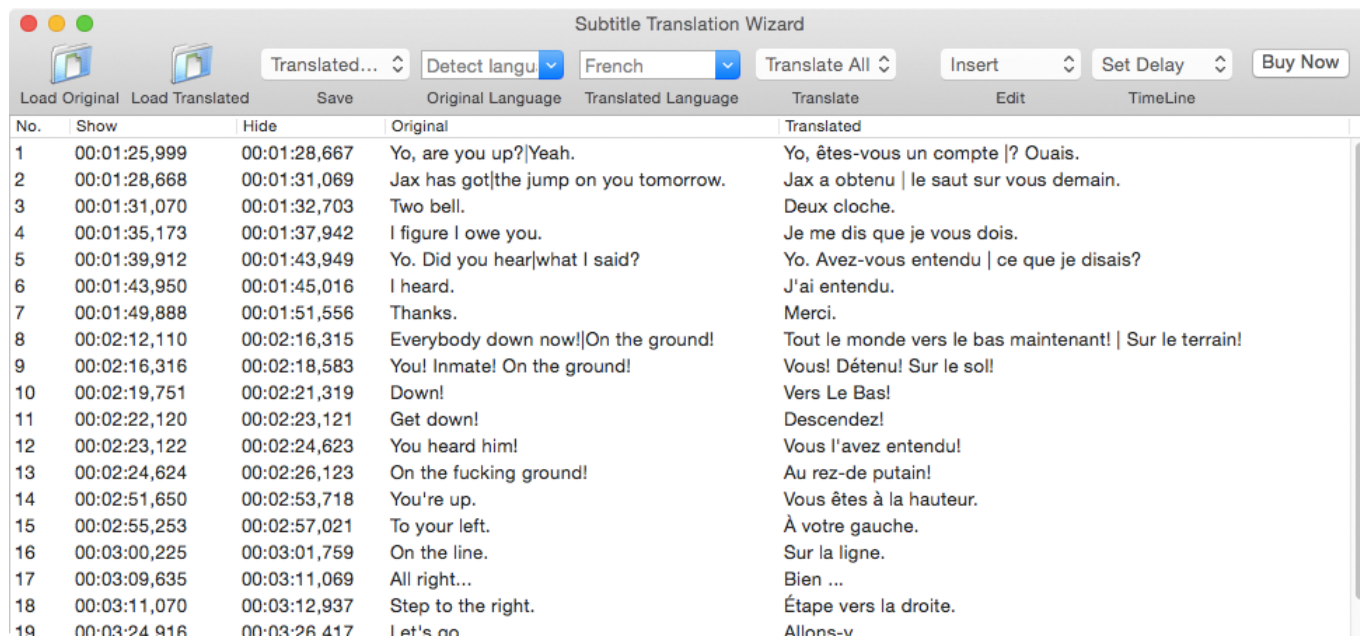 Subtitle Translation Wizard
Translated... Detect langu French Translate All Insert Set Delay Buy Now
Load Original Load Translated Save Original Language Translated Language Translate Edit TimeLine
No. Show Hide Original Translated
1 00:01:25,999 00:01:28,667 Yo, are you up?|Yeah. Yo, êtes-vous un compte |? Ouais.
2 00:01:28,668 00:01:31,069 Jax has got|the jump on you tomorrow. Jax a obtenu | le saut sur vous demain.
3 00:01:31,070 00:01:32,703 Two bell. Deux cloche.
4 00:01:35,173 00:01:37,942 I figure I owe you. Je me dis que je vous dois.
5 00:01:39,912 00:01:43,949 Yo. Did you hear|what I said? Yo. Avez-vous entendu | ce que je disais?
6 00:01:43,950 00:01:45,016 I heard. J'ai entendu.
7 00:01:49,888 00:01:51,556 Thanks. Merci.
8 00:02:12,110 00:02:16,315 Everybody down now!|On the ground! Tout le monde vers le bas maintenant! | Sur le terrain!
9 00:02:16,316 00:02:18,583 You! Inmate! On the ground! Vous! Détenu! Sur le sol!
10 00:02:19,751 00:02:21,319 Down! Vers Le Bas!
11 00:02:22,120 00:02:23,121 Get down! Descendez!
12 00:02:23,122 00:02:24,623 You heard him! Vous l'avez entendu!
13 00:02:24,624 00:02:26,123 On the fucking ground! Au rez-de putain!
14 00:02:51,650 00:02:53,718 You're up. Vous êtes à la hauteur.
15 00:02:55,253 00:02:57,021 To your left. À votre gauche.
16 00:03:00,225 00:03:01,759 On the line. Sur la ligne.
17 00:03:09,635 00:03:11,069 All right... Bien ...
18 00:03:11,070 00:03:12,937 Step to the right. Étape vers la droite.
19 00:03:24,916 00:03:26,417 Let's go Allons-y